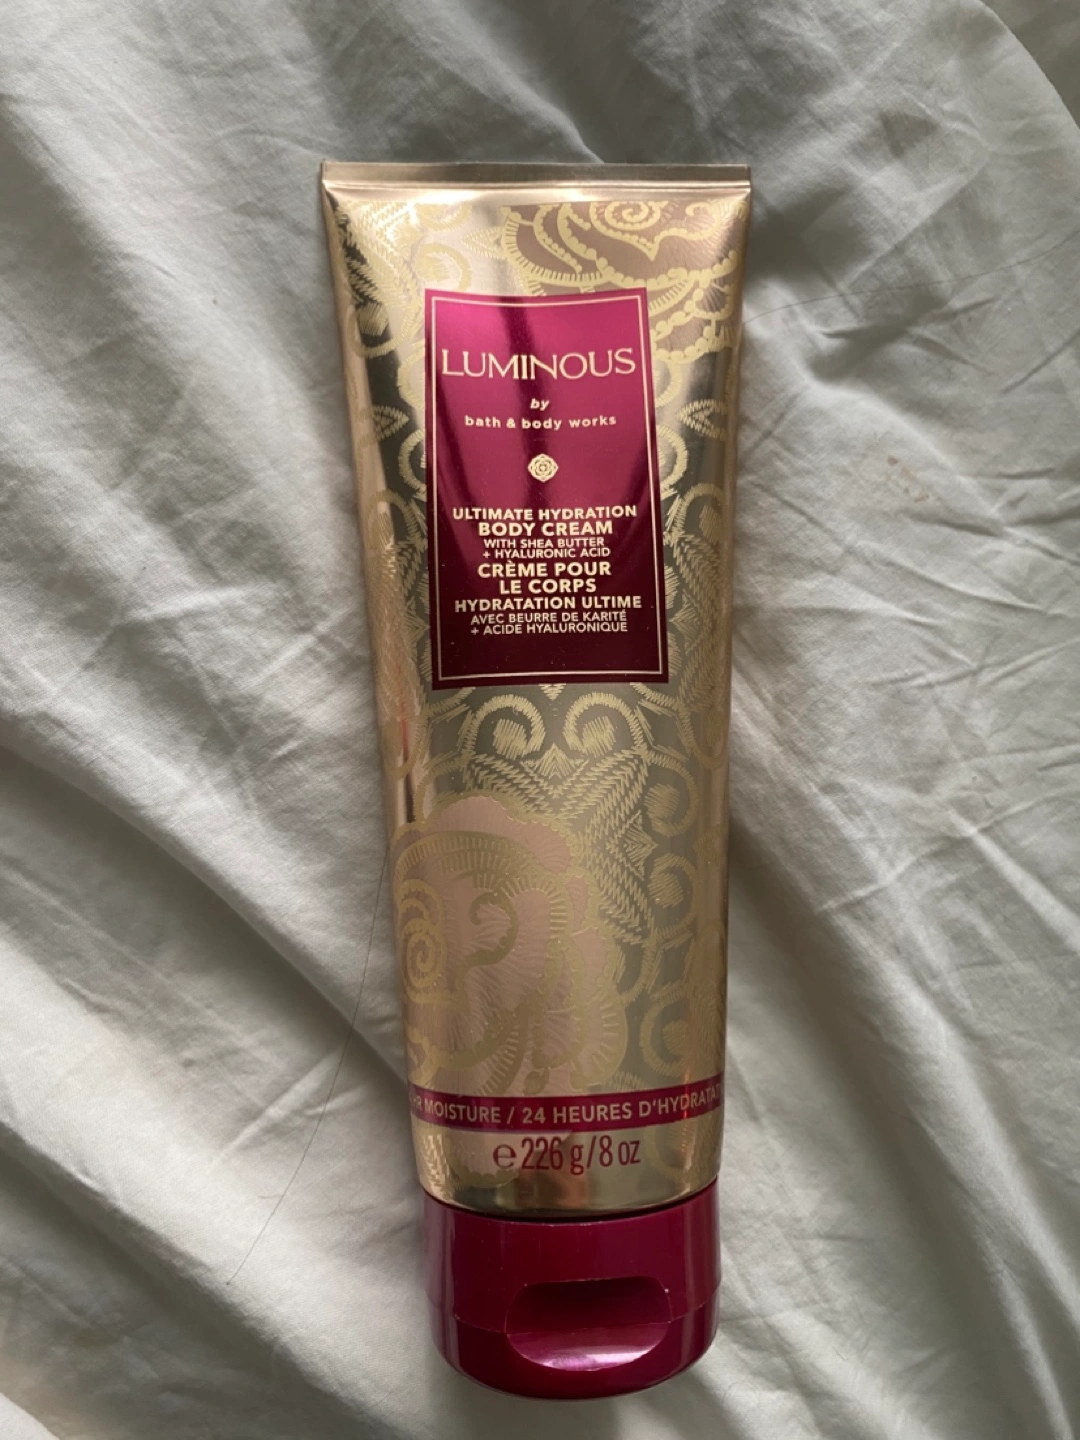 LUMINOUS
by
bath & body works
ULTIMATE HYDRATION
BODY CREAM
WITH SHEA BUTTER
+ HYALURONIC ACID
CRÈME POUR
LE CORPS
HYDRATATION ULTIME
AVEC BEURRE DE KARITÉ
+ ACIDE HYALURONIQUE
MOISTURE / 24 HEURES D'HYDRATAT
℮ 226 g/8 oz